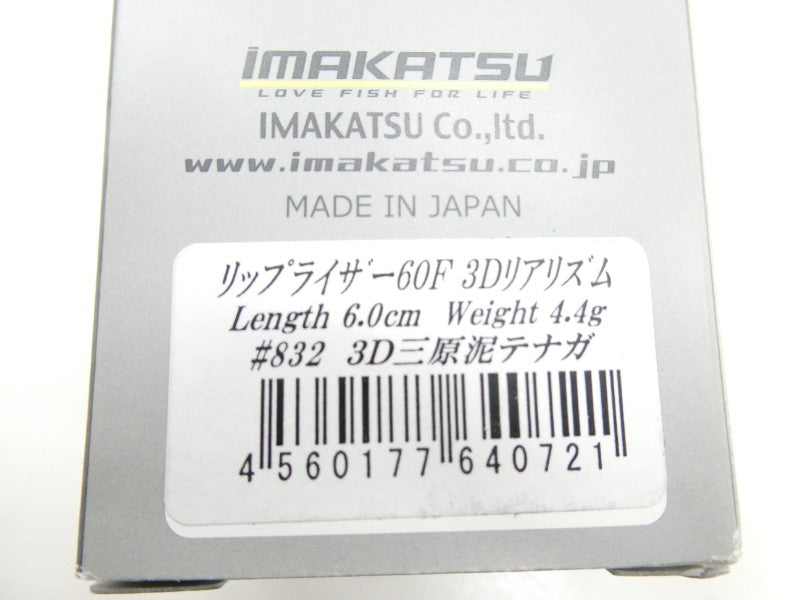 iMAKATSU
LOVE FISH FOR LIFE
IMAKATSU Co.,ltd.
www.imakatsu.co.jp
MADE IN JAPAN
リップライザー60F 3Dリアリズム
Length 6.0cm Weight 4.4g
#832 3D三原泥テナガ
4 560177 640721